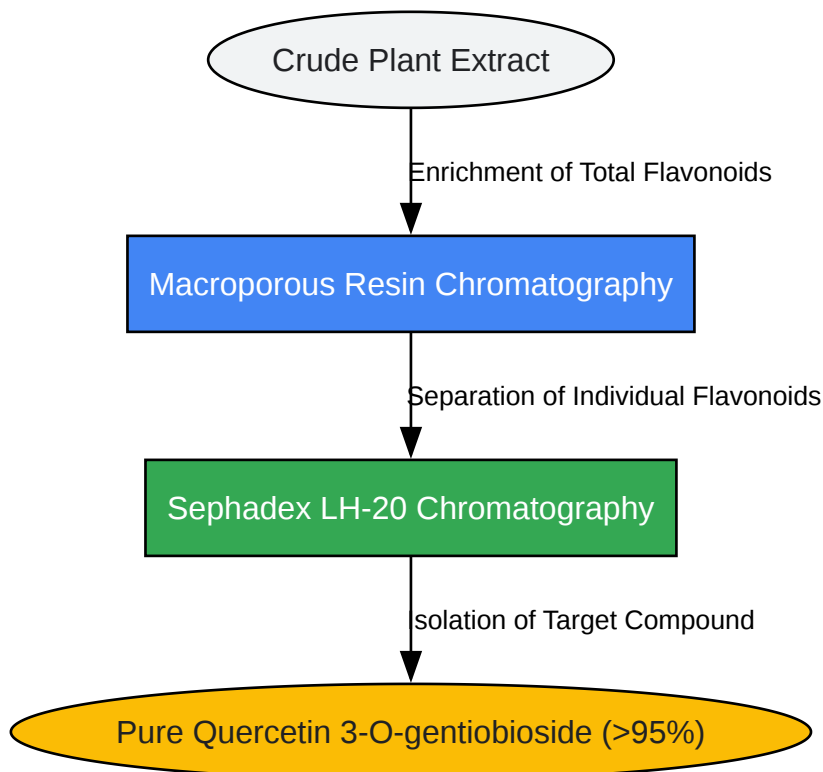 Crude Plant Extract
Enrichment of Total Flavonoids
Macroporous Resin Chromatography
Separation of Individual Flavonoids
Sephadex LH-20 Chromatography
Isolation of Target Compound
Pure Quercetin 3-O-gentiobioside (>95%)